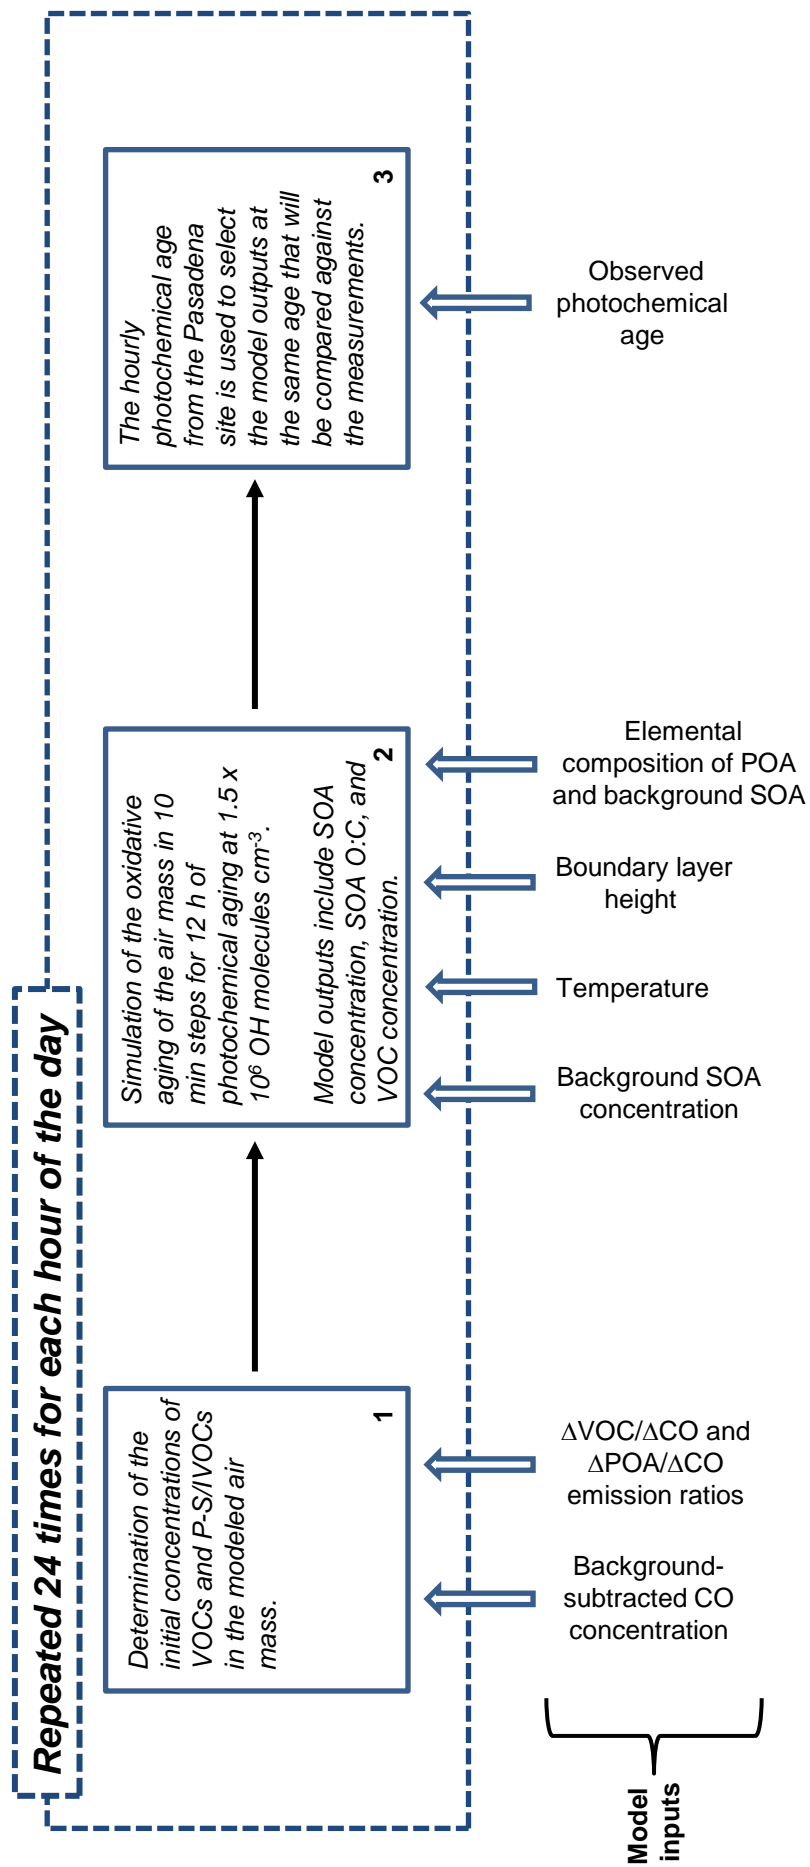 Repeated 24 times for each hour of the day
Determination of the
initial concentrations of
VOCs and P-S/IVOCs
in the modeled air
mass.
1
Simulation of the oxidative
aging of the air mass in 10
min steps for 12 h of
photochemical aging at 1.5 x
10⁶ OH molecules cm⁻³.
Model outputs include SOA
concentration, SOA O:C, and
VOC concentration.
2
The hourly
photochemical age
from the Pasadena
site is used to select
the model outputs at
the same age that will
be compared against
the measurements.
3
Model
inputs
Background-
subtracted CO
concentration
ΔVOC/ΔCO and
ΔPOA/ΔCO
emission ratios
Background SOA
concentration
Temperature
Boundary layer
height
Elemental
composition of POA
and background SOA
Observed
photochemical
age